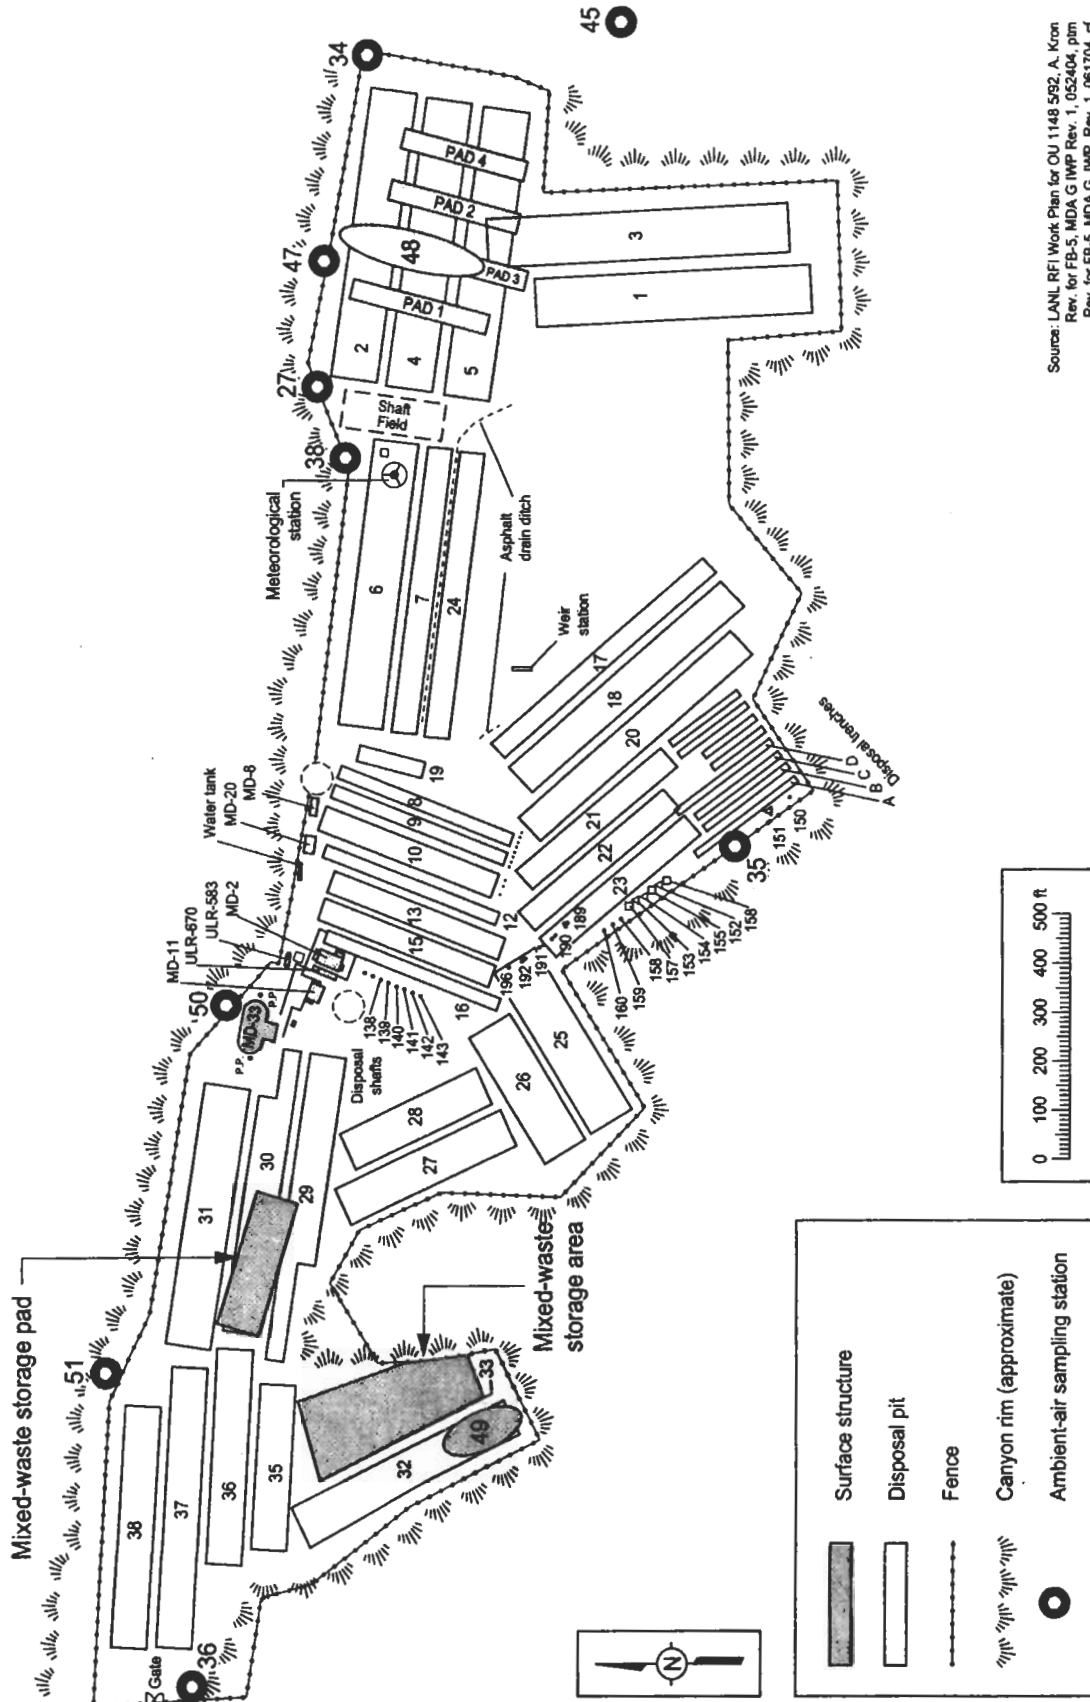 Mixed-waste storage pad
Gate
36
38
37
36
35
51
31
30
29
32
33
49
Mixed-waste
storage area
50
MD-33
P.P.
P.P.
MD-11
ULR-670
ULR-583
MD-2
Water tank
MD-20
MD-8
Disposal
shafts
138
139
140
141
142
143
28
27
26
25
16
15
13
12
10
9
8
19
196
192
191
190
189
160
159
158
157
153
154
155
152
158
23
22
21
20
18
17
35
151
150
A
B
C
D
Disposal trenches
Weir
station
Asphalt
drain ditch
Meteorological
station
6
7
24
38
27
Shaft
Field
47
34
45
2
4
5
48
PAD 1
PAD 2
PAD 3
PAD 4
1
3
N
Surface structure
Disposal pit
Fence
Canyon rim (approximate)
Ambient-air sampling station
0 100 200 300 400 500 ft
Source: LANL RFI Work Plan for OU 1148 5/92, A. Kron
Rev. for FB-5, MDA G IWP Rev. 1, 052404, ptm